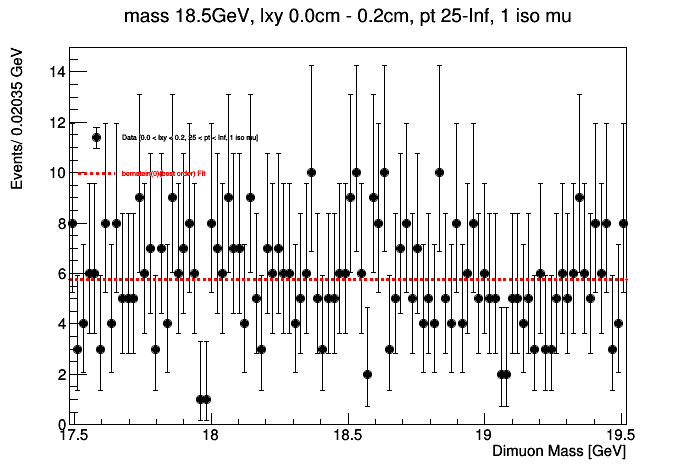 mass 18.5GeV, lxy 0.0cm - 0.2cm, pt 25-Inf, 1 iso mu
Events/ 0.02035 GeV
14
12
10
8
6
4
2
0
Data [0.0 < lxy < 0.2, 25 < pt < Inf, 1 iso mu]
bernstein(0)(best order) Fit
17.5 18 18.5 19 19.5
Dimuon Mass [GeV]